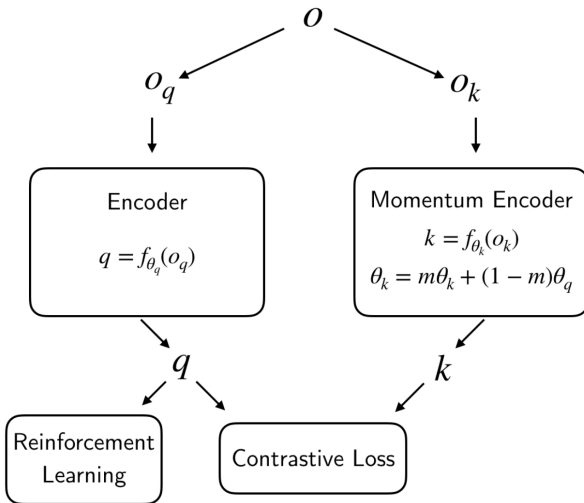 o
o_q
o_k
Encoder
q = f_{θ_q}(o_q)
Momentum Encoder
k = f_{θ_k}(o_k)
θ_k = mθ_k + (1 − m)θ_q
q
k
Reinforcement
Learning
Contrastive Loss